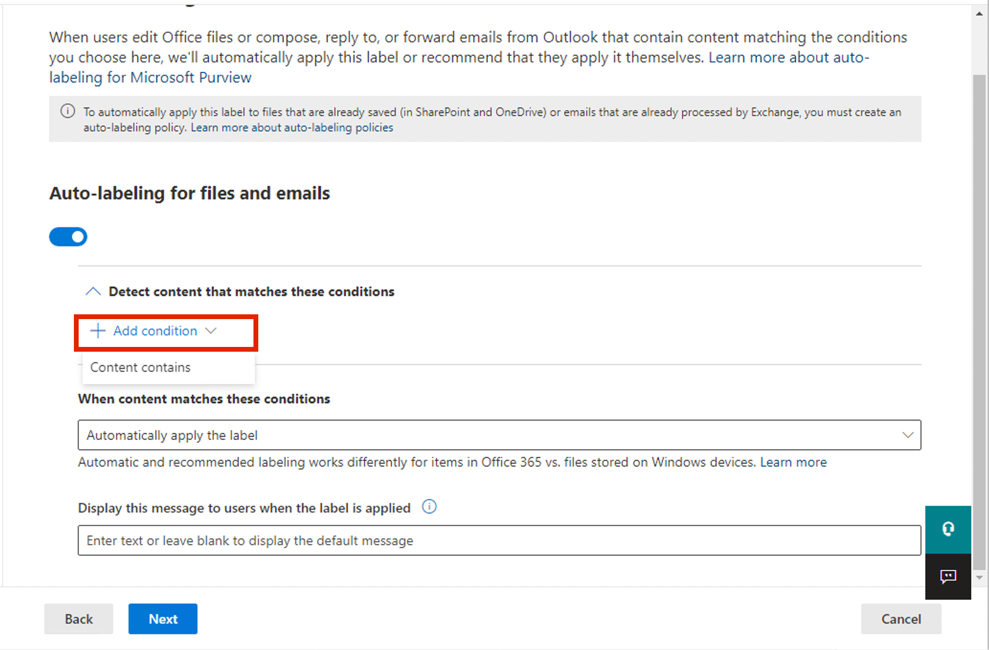 When users edit Office files or compose, reply to, or forward emails from Outlook that contain content matching the conditions
you choose here, we'll automatically apply this label or recommend that they apply it themselves. Learn more about auto-
labeling for Microsoft Purview
To automatically apply this label to files that are already saved (in SharePoint and OneDrive) or emails that are already processed by Exchange, you must create an
auto-labeling policy. Learn more about auto-labeling policies
Auto-labeling for files and emails
Detect content that matches these conditions
Add condition
Content contains
When content matches these conditions
Automatically apply the label
Automatic and recommended labeling works differently for items in Office 365 vs. files stored on Windows devices. Learn more
Display this message to users when the label is applied
Enter text or leave blank to display the default message
Back
Next
Cancel